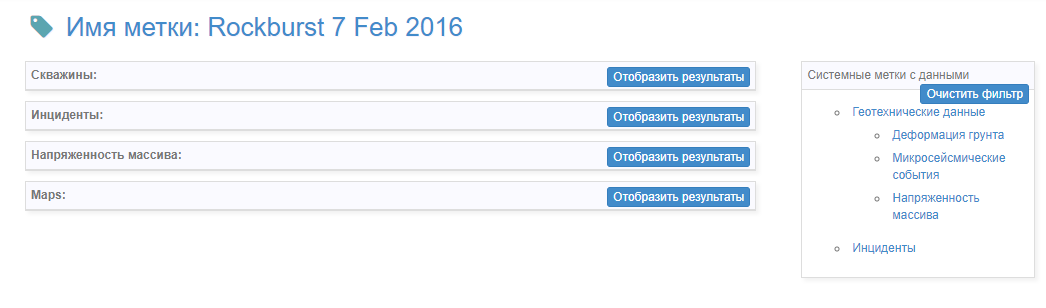 Имя метки: Rockburst 7 Feb 2016
Скважины:
Отобразить результаты
Инциденты:
Отобразить результаты
Напряженность массива:
Отобразить результаты
Maps:
Отобразить результаты
Системные метки с данными
Очистить фильтр
Геотехнические данные
Деформация грунта
Микросейсмические
события
Напряженность
массива
Инциденты